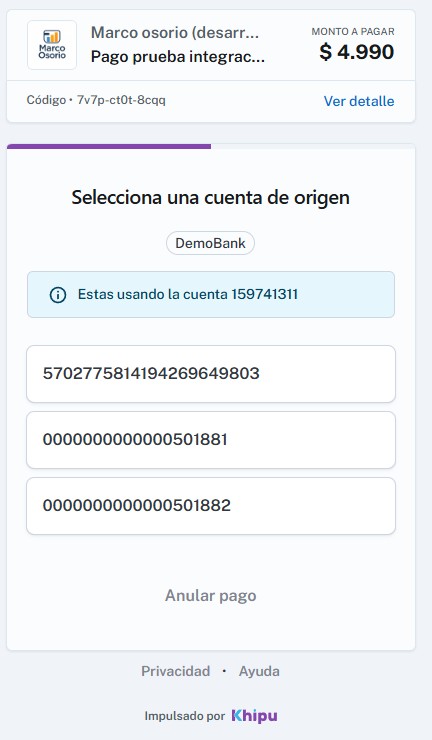 Marco Osorio
Marco osorio (desarr...
Pago prueba integrac...
MONTO A PAGAR
$ 4.990
Código • 7v7p-ct0t-8cqq
Ver detalle
Selecciona una cuenta de origen
DemoBank
Estas usando la cuenta 159741311
5702775814194269649803
0000000000000501881
0000000000000501882
Anular pago
Privacidad • Ayuda
Impulsado por Khipu